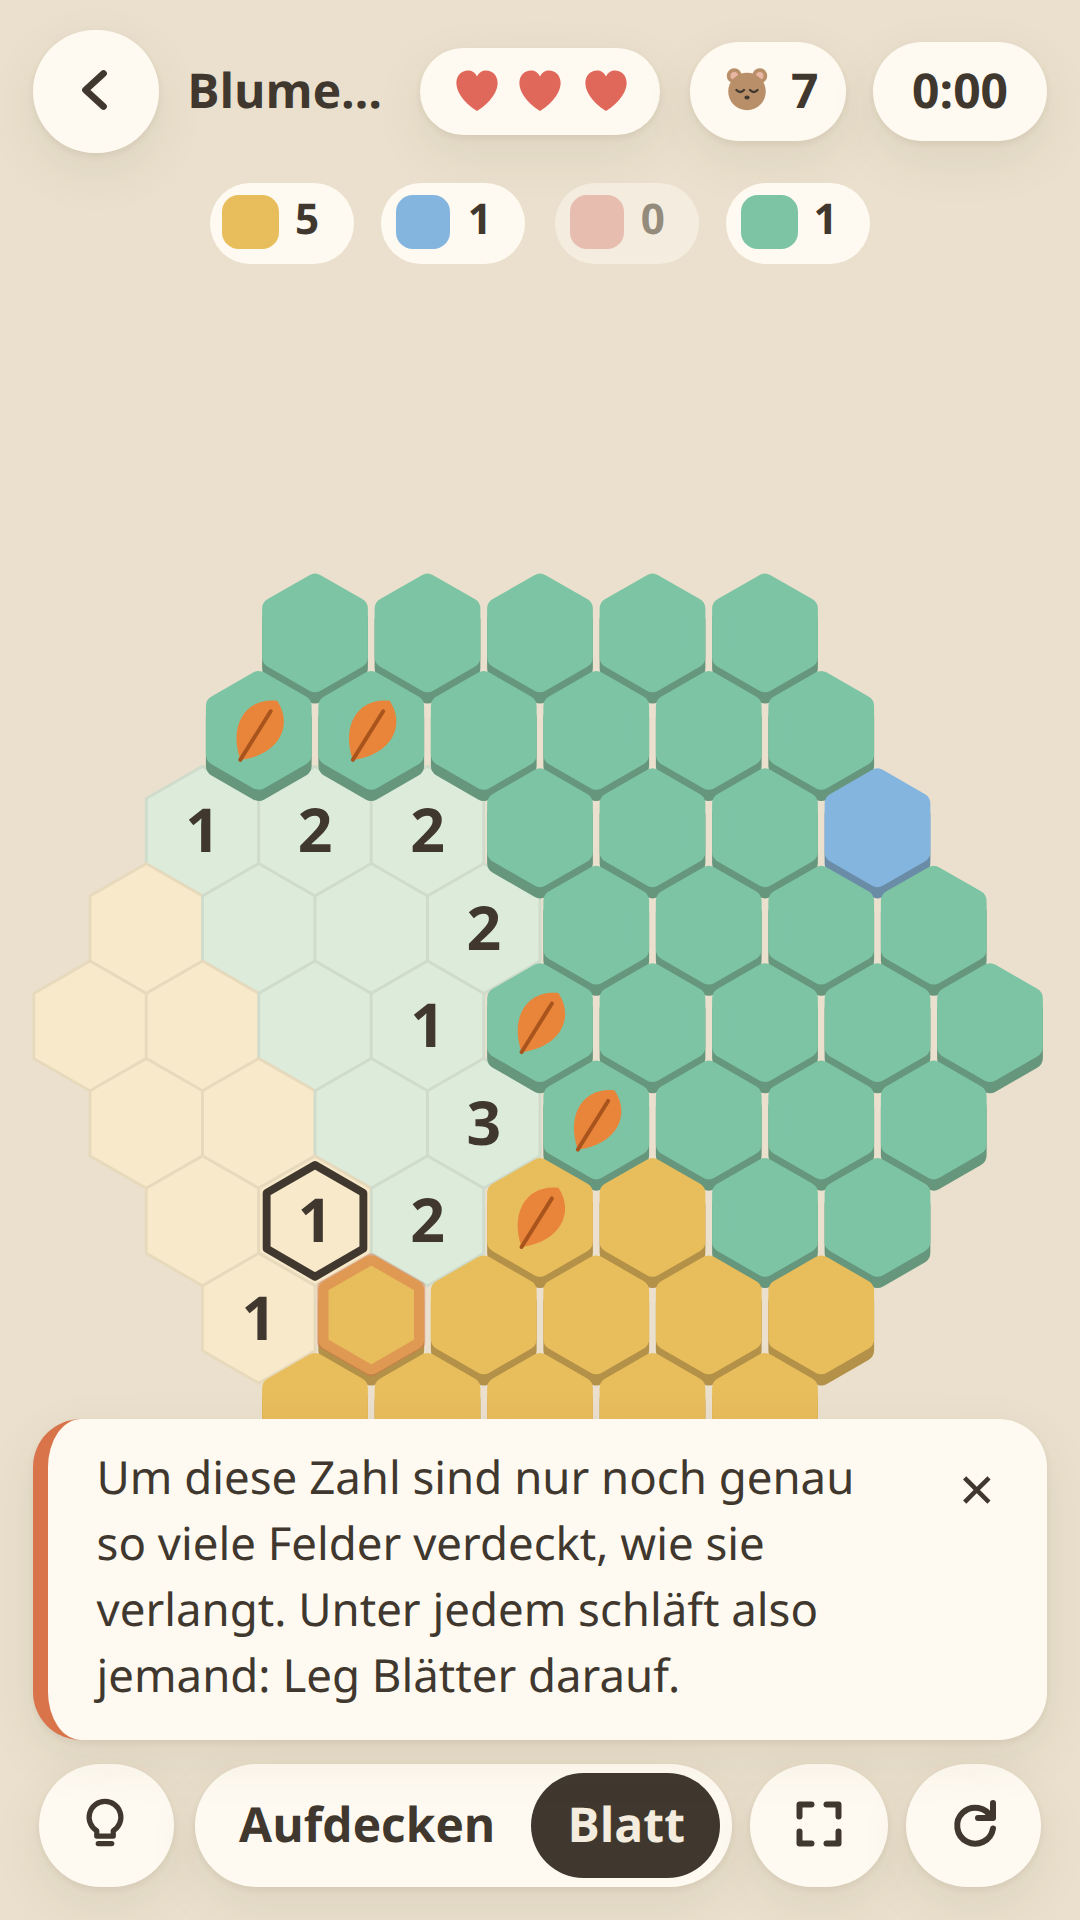 Blume...
7
0:00
5
1
0
1
1 2 2
2
1
3
1 2
1
Um diese Zahl sind nur noch genau
so viele Felder verdeckt, wie sie
verlangt. Unter jedem schläft also
jemand: Leg Blätter darauf.
Aufdecken
Blatt